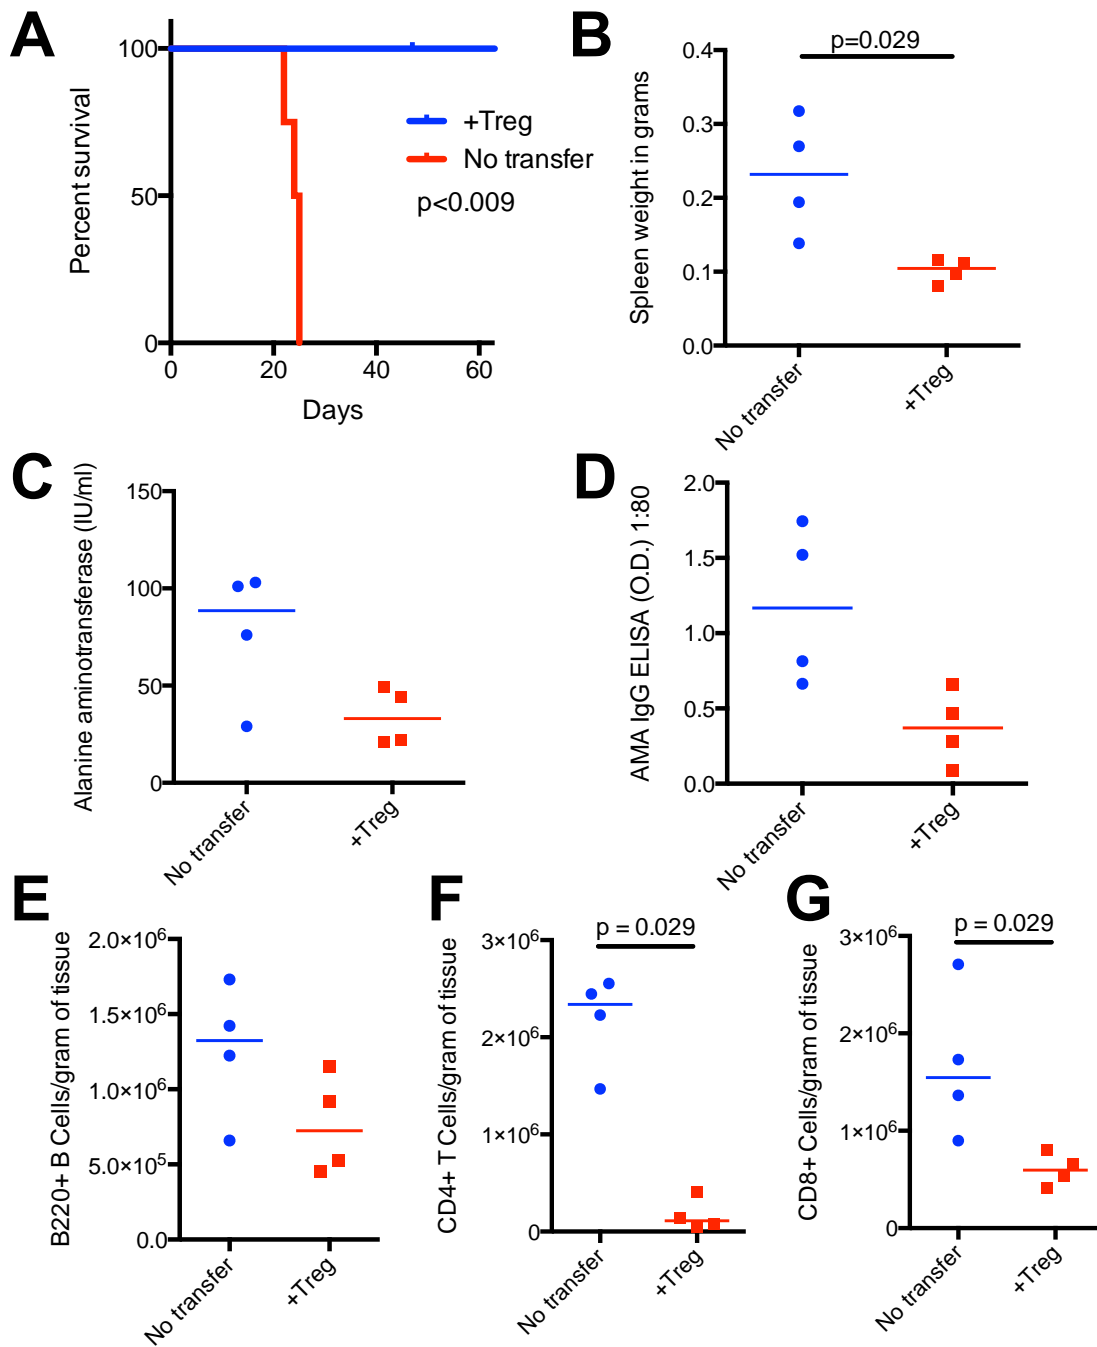 A
Percent survival
100
50
0
0 20 40 60
Days
+Treg
No transfer
p<0.009
B
Spleen weight in grams
0.4
0.3
0.2
0.1
0.0
p=0.029
No transfer
+Treg
C
Alanine aminotransferase (IU/ml)
150
100
50
0
No transfer
+Treg
D
AMA IgG ELISA (O.D.) 1:80
2.0
1.5
1.0
0.5
0.0
No transfer
+Treg
E
B220+ B Cells/gram of tissue
2.0×10⁶
1.5×10⁶
1.0×10⁶
5.0×10⁵
0.0
No transfer
+Treg
F
CD4+ T Cells/gram of tissue
3×10⁶
2×10⁶
1×10⁶
0
p = 0.029
No transfer
+Treg
G
CD8+ Cells/gram of tissue
3×10⁶
2×10⁶
1×10⁶
0
p = 0.029
No transfer
+Treg